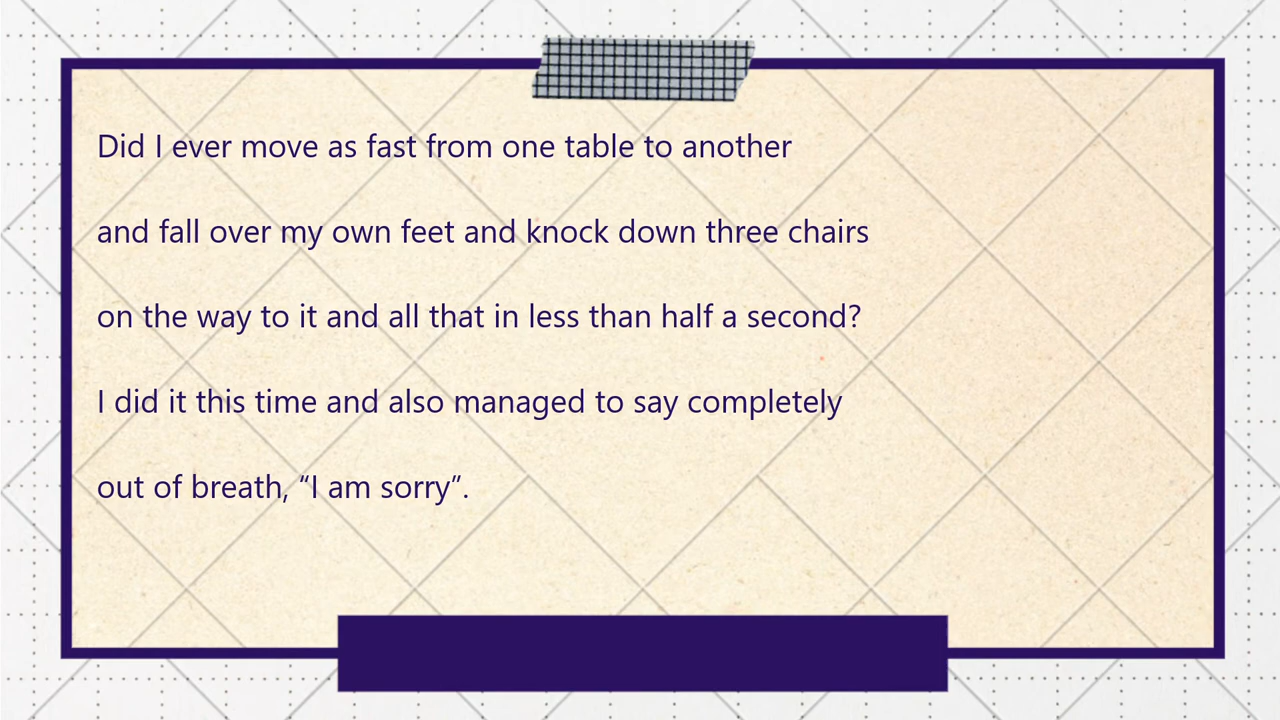 Did I ever move as fast from one table to another
and fall over my own feet and knock down three chairs
on the way to it and all that in less than half a second?
I did it this time and also managed to say completely
out of breath, “I am sorry”.